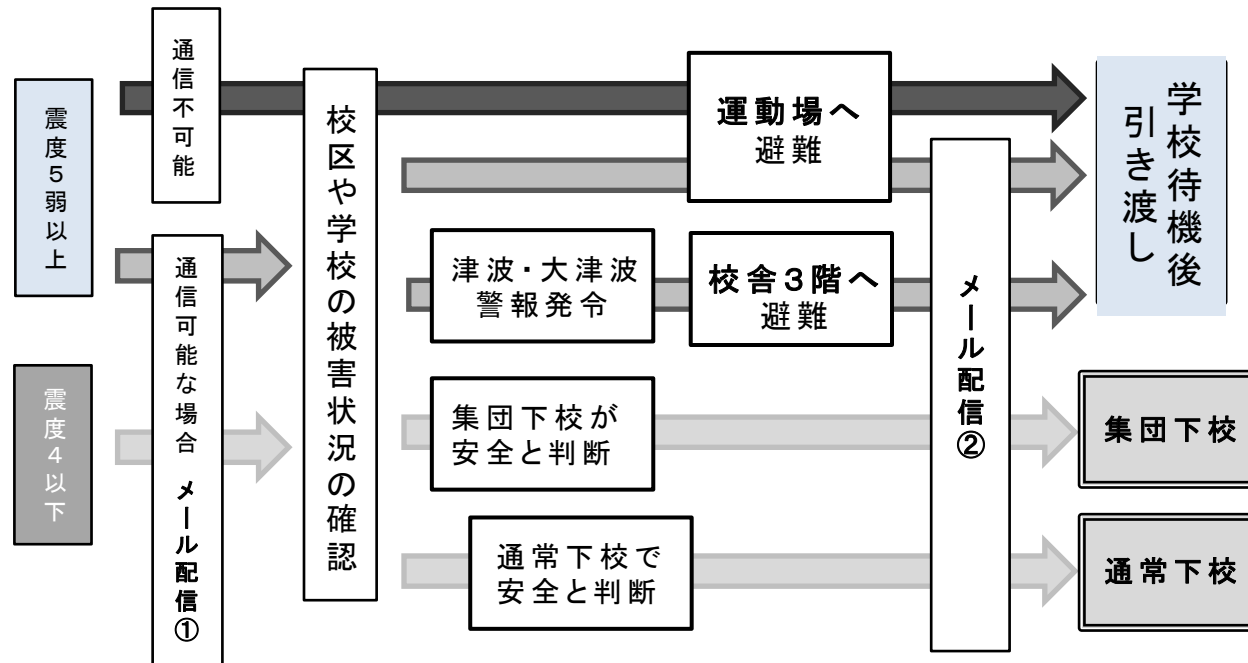 震度５弱以上
震度４以下
通信不可能
通信可能な場合　メール配信①
校区や学校の被害状況の確認
運動場へ
避難
津波・大津波
警報発令
校舎３階へ
避難
集団下校が
安全と判断
通常下校で
安全と判断
メール配信②
学校待機後
引き渡し
集団下校
通常下校